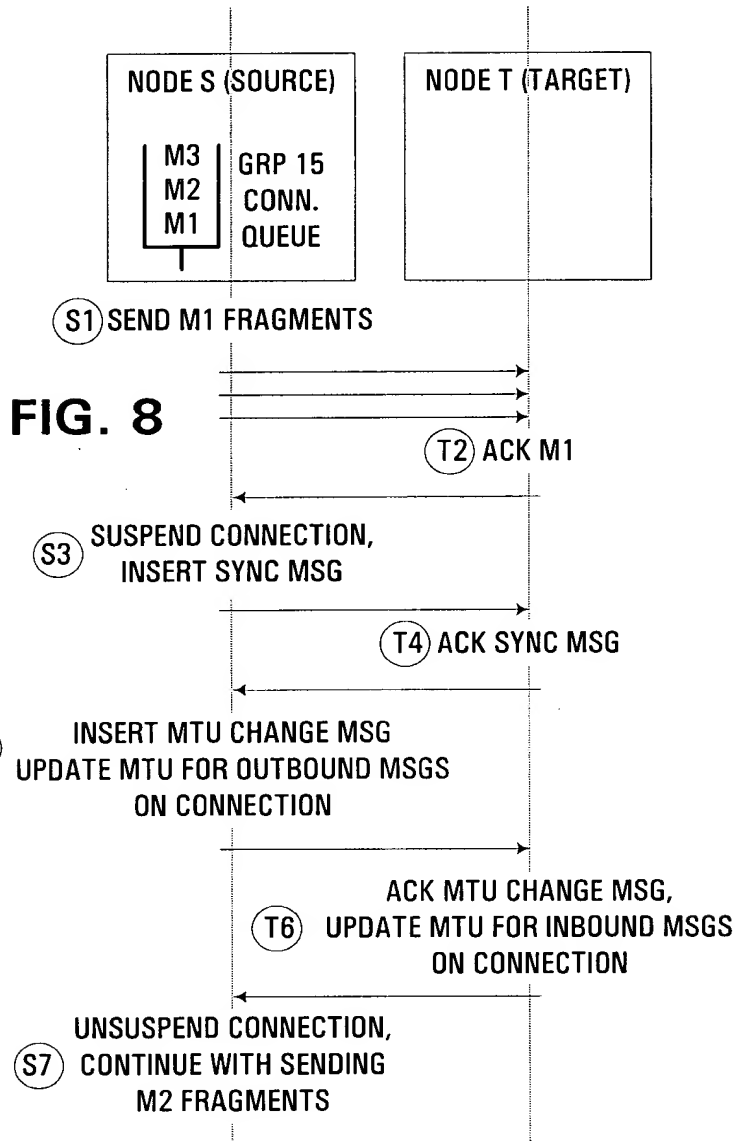 NODE S (SOURCE)
NODE T (TARGET)
M3
M2
M1
GRP 15
CONN.
QUEUE
S1 SEND M1 FRAGMENTS
FIG. 8
T2 ACK M1
S3 SUSPEND CONNECTION,
INSERT SYNC MSG
T4 ACK SYNC MSG
INSERT MTU CHANGE MSG
UPDATE MTU FOR OUTBOUND MSGS
ON CONNECTION
ACK MTU CHANGE MSG,
T6 UPDATE MTU FOR INBOUND MSGS
ON CONNECTION
UNSUSPEND CONNECTION,
S7 CONTINUE WITH SENDING
M2 FRAGMENTS